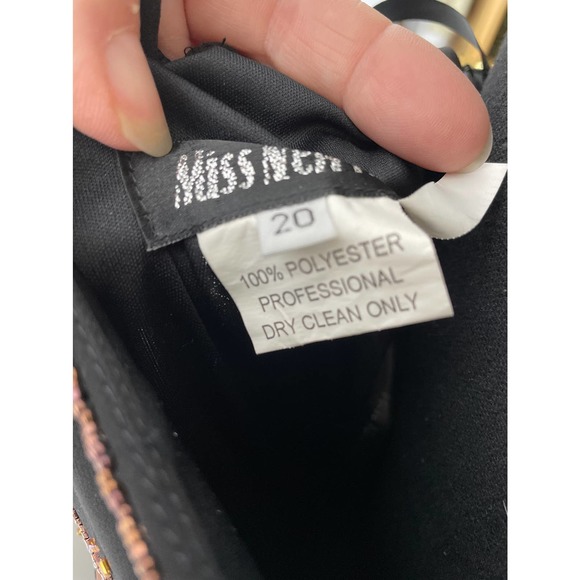 MISS
20
100% POLYESTER
PROFESSIONAL
DRY CLEAN ONLY